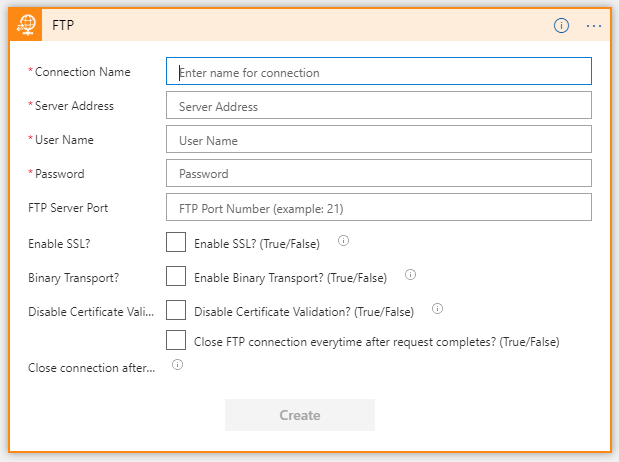 FTP
* Connection Name Enter name for connection
* Server Address Server Address
* User Name User Name
* Password Password
FTP Server Port FTP Port Number (example: 21)
Enable SSL? Enable SSL? (True/False)
Binary Transport? Enable Binary Transport? (True/False)
Disable Certificate Vali... Disable Certificate Validation? (True/False)
Close FTP connection everytime after request completes? (True/False)
Close connection after...
Create